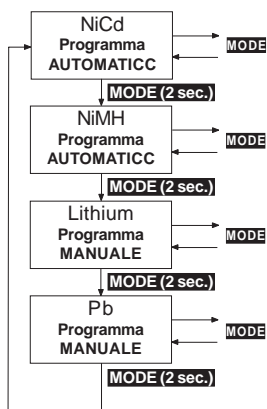 NiCd
Programma
AUTOMATICC
MODE
MODE (2 sec.)
NiMH
Programma
AUTOMATICC
MODE
MODE (2 sec.)
Lithium
Programma
MANUALE
MODE
MODE (2 sec.)
Pb
Programma
MANUALE
MODE
MODE (2 sec.)